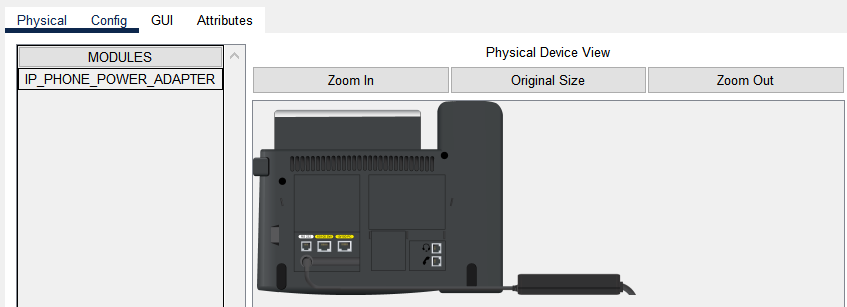 Physical Config GUI Attributes
MODULES
IP_PHONE_POWER_ADAPTER
Physical Device View
Zoom In Original Size Zoom Out